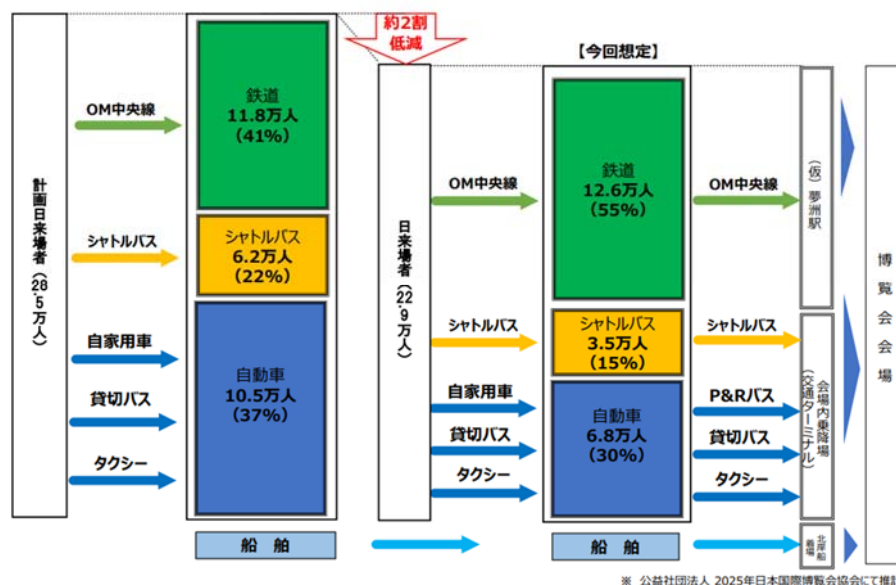 約2割
低減
【今回想定】
計画日来場者(28.5万人)
OM中央線
シャトルバス
自家用車
貸切バス
タクシー
鉄道
11.8万人
(41%)
シャトルバス
6.2万人
(22%)
自動車
10.5万人
(37%)
船 舶
日来場者(22.9万人)
OM中央線
シャトルバス
自家用車
貸切バス
タクシー
鉄道
12.6万人
(55%)
シャトルバス
3.5万人
(15%)
自動車
6.8万人
(30%)
船 舶
OM中央線
シャトルバス
P&Rバス
貸切バス
タクシー
(仮)夢洲駅
会場内乗降場
(交通ターミナル)
北岸船
着場
博覧会会場
※ 公益社団法人 2025年日本国際博覧会協会にて推計